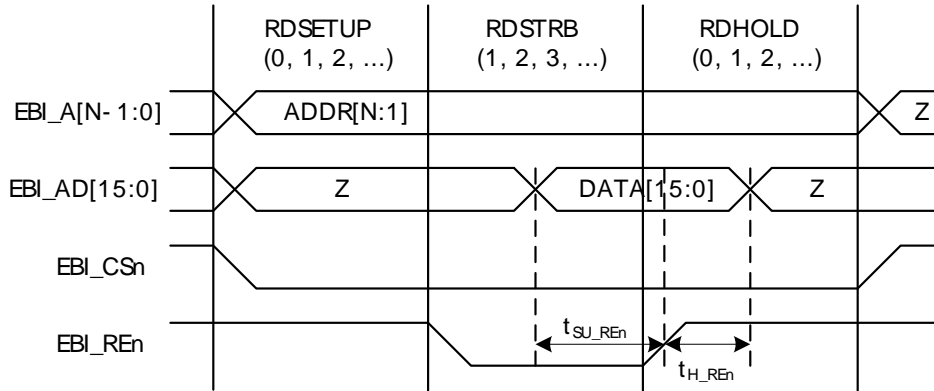 RDSETUP RDSTRB RDHOLD
(0, 1, 2, ...) (1, 2, 3, ...) (0, 1, 2, ...)
EBI_A[N-1:0] ADDR[N:1] Z
EBI_AD[15:0] Z DATA[15:0] Z
EBI_CSn
EBI_REn tSU_REn
tH_REn